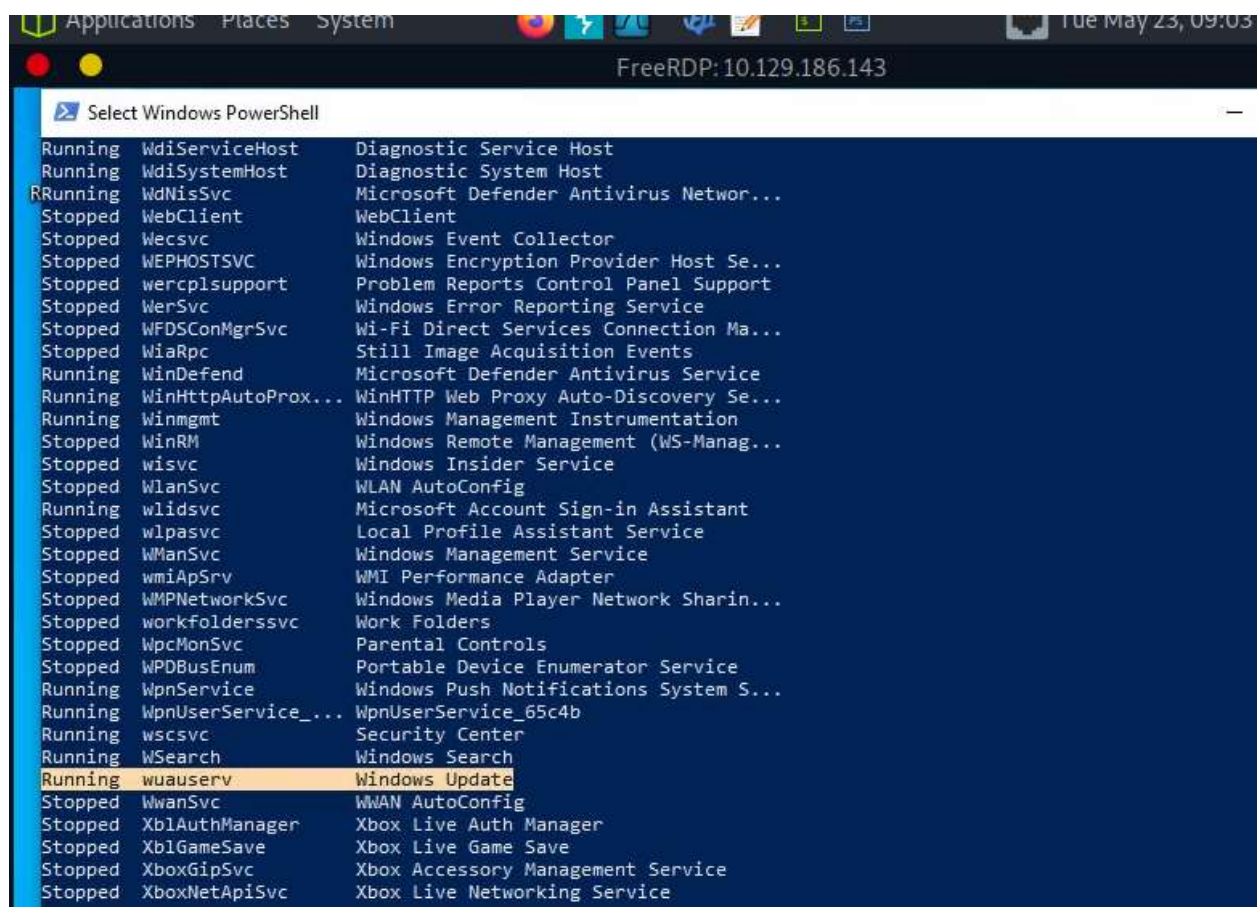 Applications Places System Tue May 23, 09:03
FreeRDP: 10.129.186.143
Select Windows PowerShell
Running WdiServiceHost Diagnostic Service Host
Running WdiSystemHost Diagnostic System Host
RRunning WdNisSvc Microsoft Defender Antivirus Networ...
Stopped WebClient WebClient
Stopped Wecsvc Windows Event Collector
Stopped WEPHOSTSVC Windows Encryption Provider Host Se...
Stopped wercplsupport Problem Reports Control Panel Support
Stopped WerSvc Windows Error Reporting Service
Stopped WFDSConMgrSvc Wi-Fi Direct Services Connection Ma...
Stopped WiaRpc Still Image Acquisition Events
Running WinDefend Microsoft Defender Antivirus Service
Running WinHttpAutoProx... WinHTTP Web Proxy Auto-Discovery Se...
Running Winmgmt Windows Management Instrumentation
Stopped WinRM Windows Remote Management (WS-Manag...
Stopped wisvc Windows Insider Service
Stopped WlanSvc WLAN AutoConfig
Running wlidsvc Microsoft Account Sign-in Assistant
Stopped wlpasvc Local Profile Assistant Service
Stopped WManSvc Windows Management Service
Stopped wmiApSrv WMI Performance Adapter
Stopped WMPNetworkSvc Windows Media Player Network Sharin...
Stopped workfolderssvc Work Folders
Stopped WpcMonSvc Parental Controls
Stopped WPDBusEnum Portable Device Enumerator Service
Running WpnService Windows Push Notifications System S...
Running WpnUserService_... WpnUserService_65c4b
Running wscsvc Security Center
Running WSearch Windows Search
Running wuauserv Windows Update
Stopped WwanSvc WWAN AutoConfig
Stopped XblAuthManager Xbox Live Auth Manager
Stopped XblGameSave Xbox Live Game Save
Stopped XboxGipSvc Xbox Accessory Management Service
Stopped XboxNetApiSvc Xbox Live Networking Service